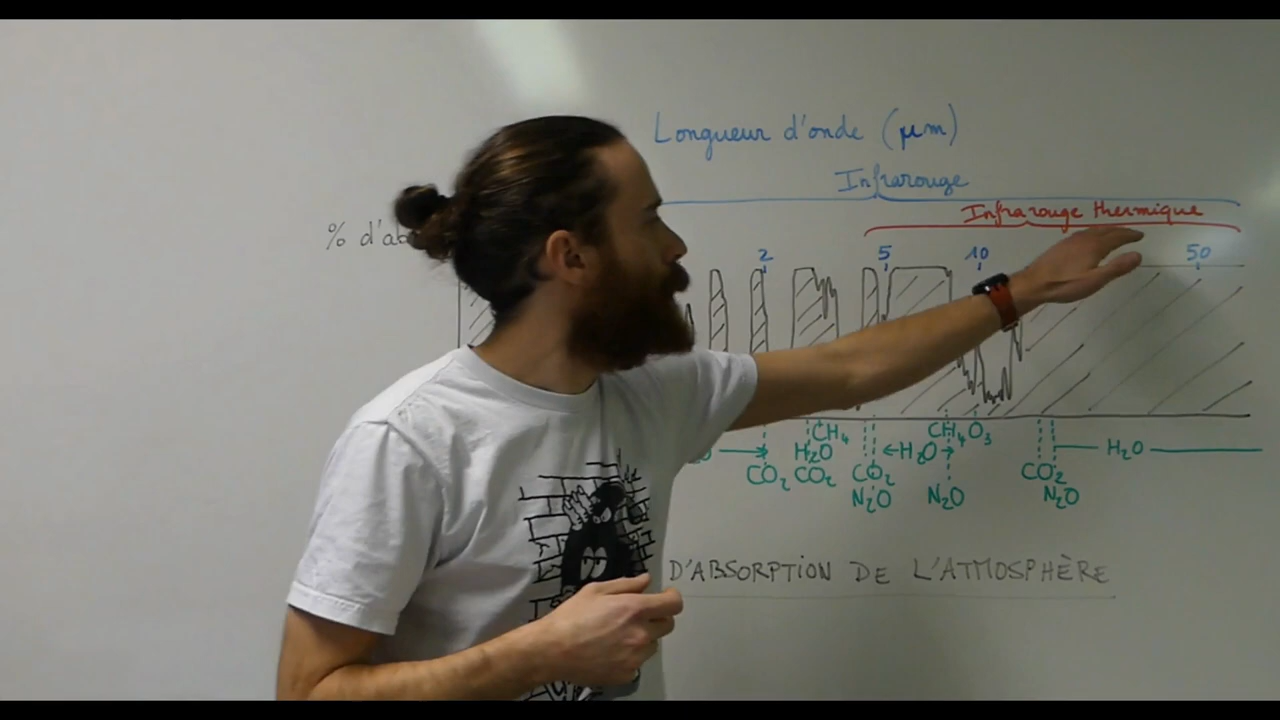 Longueur d'onde (μm)
Infrarouge
Infrarouge thermique
% d'ab
2 5 10 50
CH₄ CH₄ O₃
H₂O H₂O H₂O
CO₂ CO₂ CO₂ CO₂
N₂O N₂O N₂O
D'ABSORPTION DE L'ATMOSPHÈRE